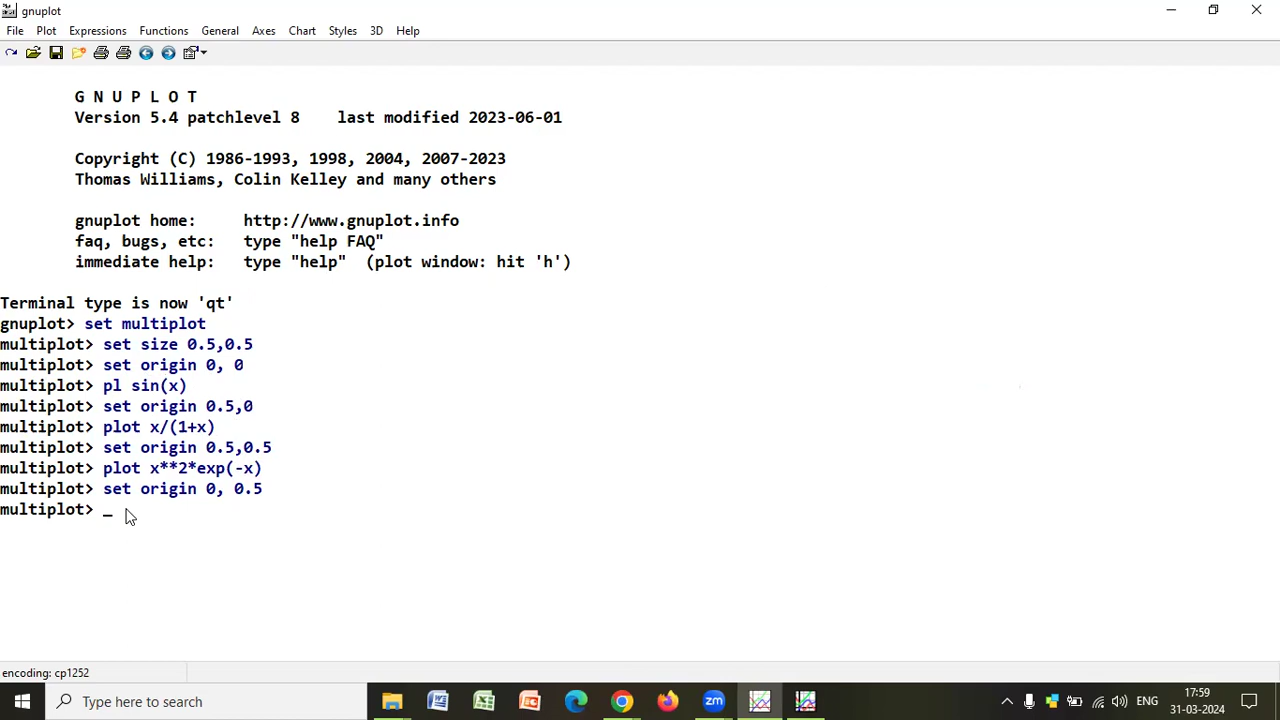 gnuplot
File Plot Expressions Functions General Axes Chart Styles 3D Help
G N U P L O T
Version 5.4 patchlevel 8    last modified 2023-06-01
Copyright (C) 1986-1993, 1998, 2004, 2007-2023
Thomas Williams, Colin Kelley and many others
gnuplot home:     http://www.gnuplot.info
faq, bugs, etc:   type "help FAQ"
immediate help:   type "help"  (plot window: hit 'h')
Terminal type is now 'qt'
gnuplot> set multiplot
multiplot> set size 0.5,0.5
multiplot> set origin 0, 0
multiplot> pl sin(x)
multiplot> set origin 0.5,0
multiplot> plot x/(1+x)
multiplot> set origin 0.5,0.5
multiplot> plot x**2*exp(-x)
multiplot> set origin 0, 0.5
multiplot> _
encoding: cp1252
Type here to search
zm
ENG
17:59
31-03-2024